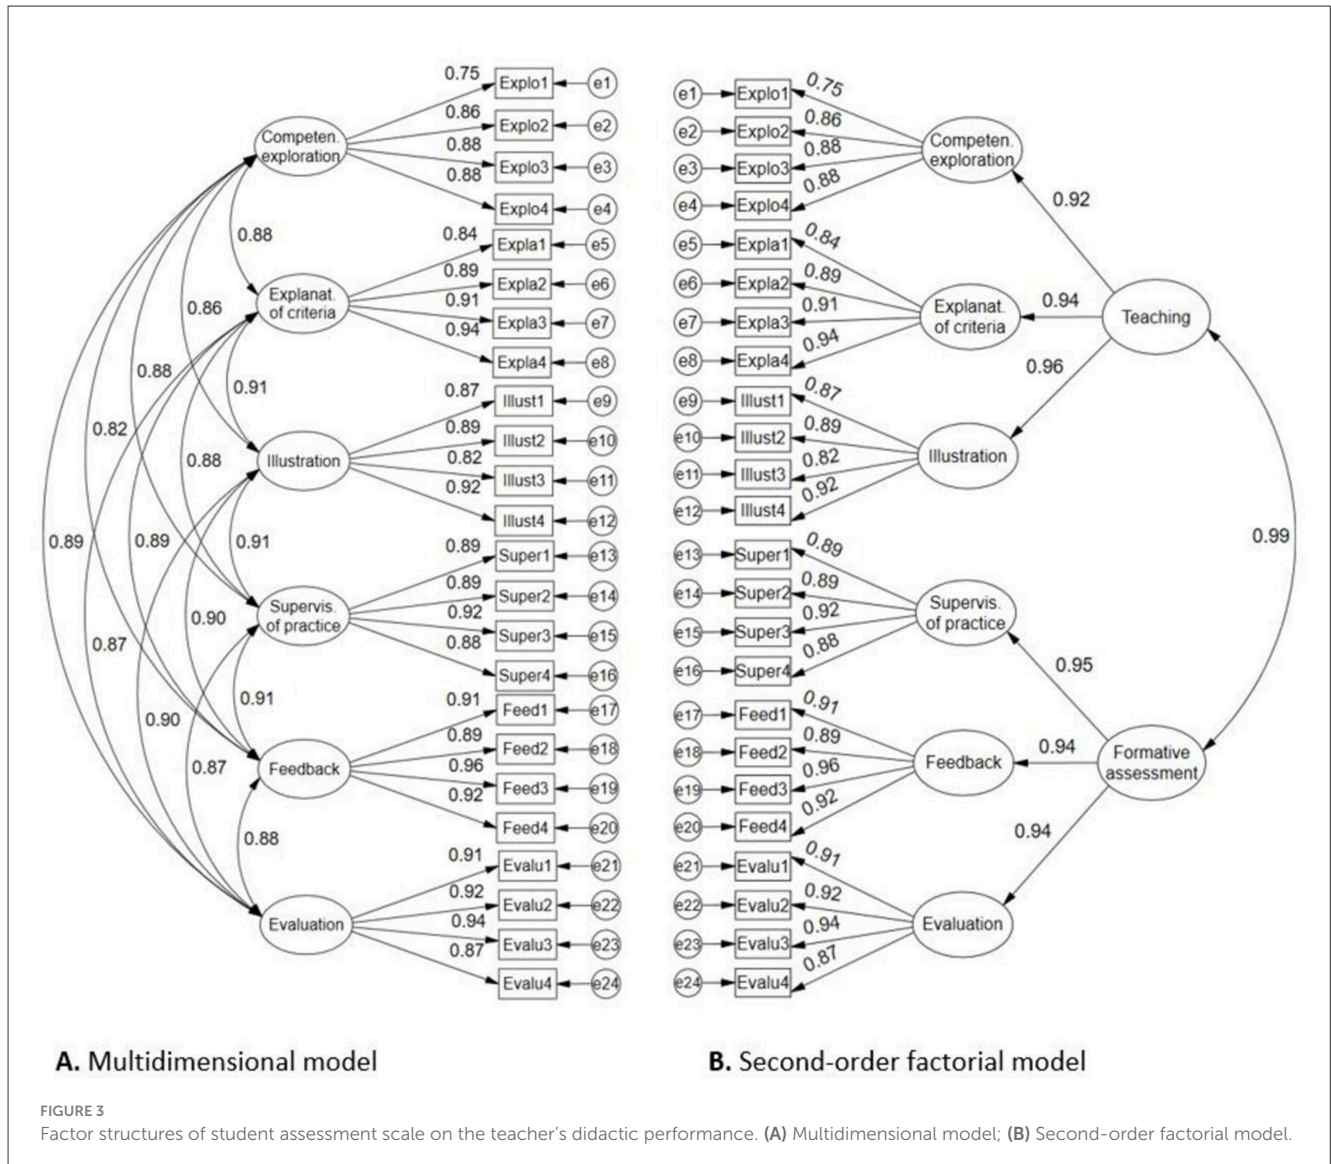 0.75
Explo1
e1
0.86
Explo2
e2
Competen.
exploration
0.88
Explo3
e3
0.88
Explo4
e4
0.88
0.84
Expla1
e5
0.89
Expla2
e6
Explanat.
of criteria
0.91
Expla3
e7
0.94
Expla4
e8
0.86
0.88
0.91
0.87
Illust1
e9
0.82
0.89
Illust2
e10
Illustration
0.88
0.82
Illust3
e11
0.92
Illust4
e12
0.89
0.89
0.91
0.89
Super1
e13
0.89
Super2
e14
Supervis.
of practice
0.90
0.92
Super3
e15
0.87
0.88
Super4
e16
0.91
0.91
Feed1
e17
0.90
0.89
Feed2
e18
0.87
Feedback
0.96
Feed3
e19
0.92
Feed4
e20
0.88
0.91
Evalu1
e21
0.92
Evalu2
e22
Evaluation
0.94
Evalu3
e23
0.87
Evalu4
e24
A. Multidimensional model
e1
Explo1
0.75
e2
Explo2
0.86
Competen.
exploration
e3
Explo3
0.88
e4
Explo4
0.88
0.92
e5
Expla1
0.84
e6
Expla2
0.89
Explanat.
of criteria
0.94
Teaching
e7
Expla3
0.91
e8
Expla4
0.94
0.96
e9
Illust1
0.87
e10
Illust2
0.89
Illustration
e11
Illust3
0.82
e12
Illust4
0.92
0.99
e13
Super1
0.89
e14
Super2
0.89
Supervis.
of practice
e15
Super3
0.92
e16
Super4
0.88
0.95
e17
Feed1
0.91
e18
Feed2
0.89
Feedback
0.94
Formative
assessment
e19
Feed3
0.96
e20
Feed4
0.92
0.94
e21
Evalu1
0.91
e22
Evalu2
0.92
Evaluation
e23
Evalu3
0.94
e24
Evalu4
0.87
B. Second-order factorial model
FIGURE 3
Factor structures of student assessment scale on the teacher's didactic performance. (A) Multidimensional model; (B) Second-order factorial model.